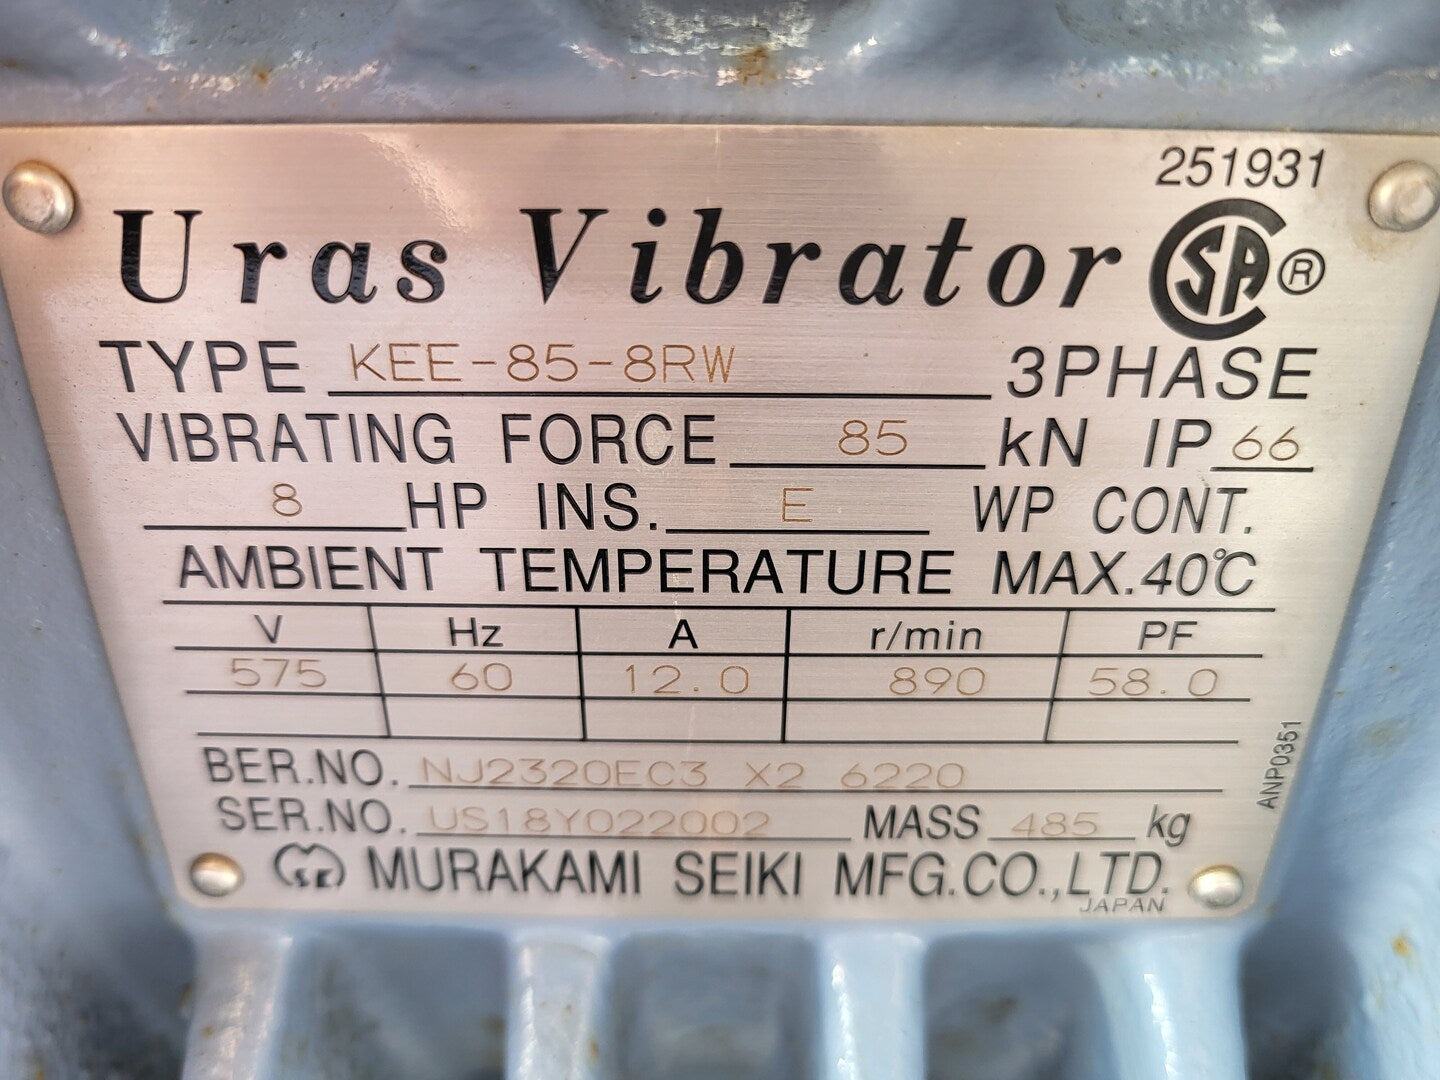 251931
Uras Vibrator CSA ®
TYPE KEE-85-8RW 3PHASE
VIBRATING FORCE 85 kN IP 66
8 HP INS. E WP CONT.
AMBIENT TEMPERATURE MAX.40℃
V Hz A r/min PF
575 60 12.0 890 58.0
BER.NO. NJ2320EC3 X2 6220
SER.NO. US18Y022002 MASS 485 kg
MSE MURAKAMI SEIKI MFG.CO.,LTD.
JAPAN
ANP0351